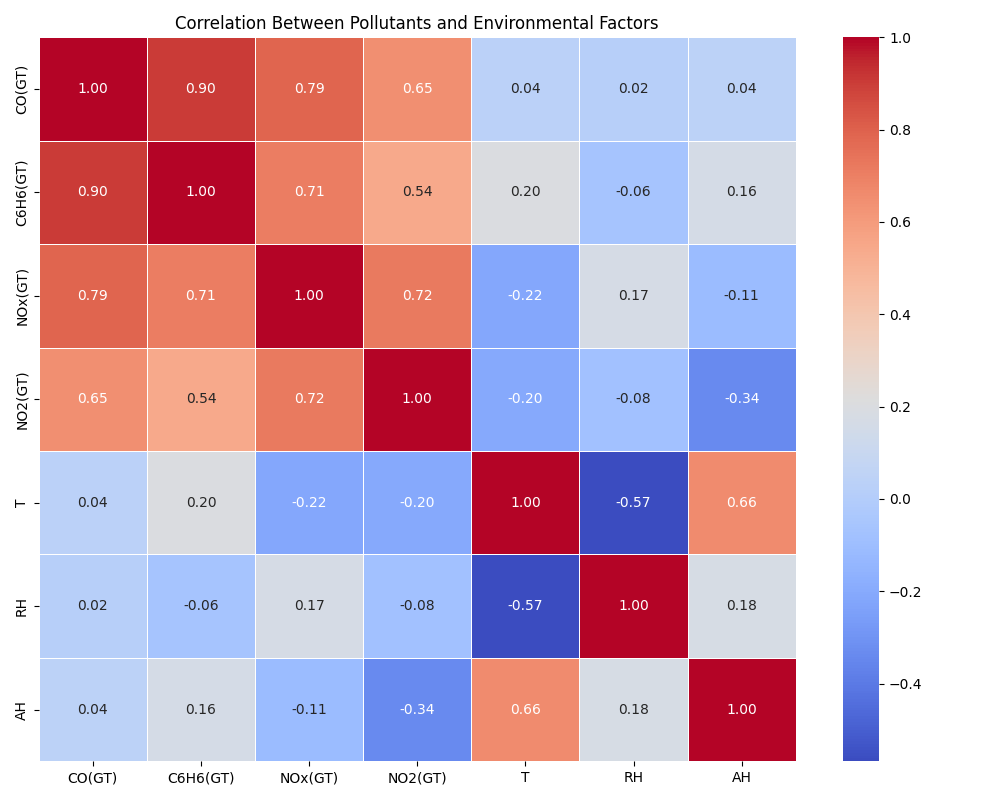 Correlation Between Pollutants and Environmental Factors
CO(GT) 1.00 0.90 0.79 0.65 0.04 0.02 0.04
C6H6(GT) 0.90 1.00 0.71 0.54 0.20 -0.06 0.16
NOx(GT) 0.79 0.71 1.00 0.72 -0.22 0.17 -0.11
NO2(GT) 0.65 0.54 0.72 1.00 -0.20 -0.08 -0.34
T 0.04 0.20 -0.22 -0.20 1.00 -0.57 0.66
RH 0.02 -0.06 0.17 -0.08 -0.57 1.00 0.18
AH 0.04 0.16 -0.11 -0.34 0.66 0.18 1.00
CO(GT) C6H6(GT) NOx(GT) NO2(GT) T RH AH
1.0
0.8
0.6
0.4
0.2
0.0
−0.2
−0.4